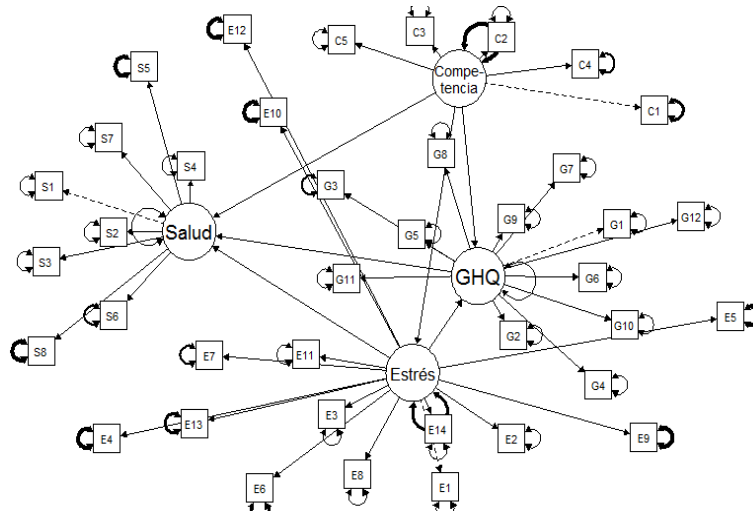 E12
C3
C2
C5
S5
C4
Compe-
tencia
E10
C1
S7
G8
S4
G7
S1
G3
G9
G1
G12
S2
Salud
G5
S3
GHQ
G11
G6
S6
E5
G10
G2
S8
E7
E11
Estrés
G4
E3
E13
E14
E4
E2
E9
E8
E6
E1